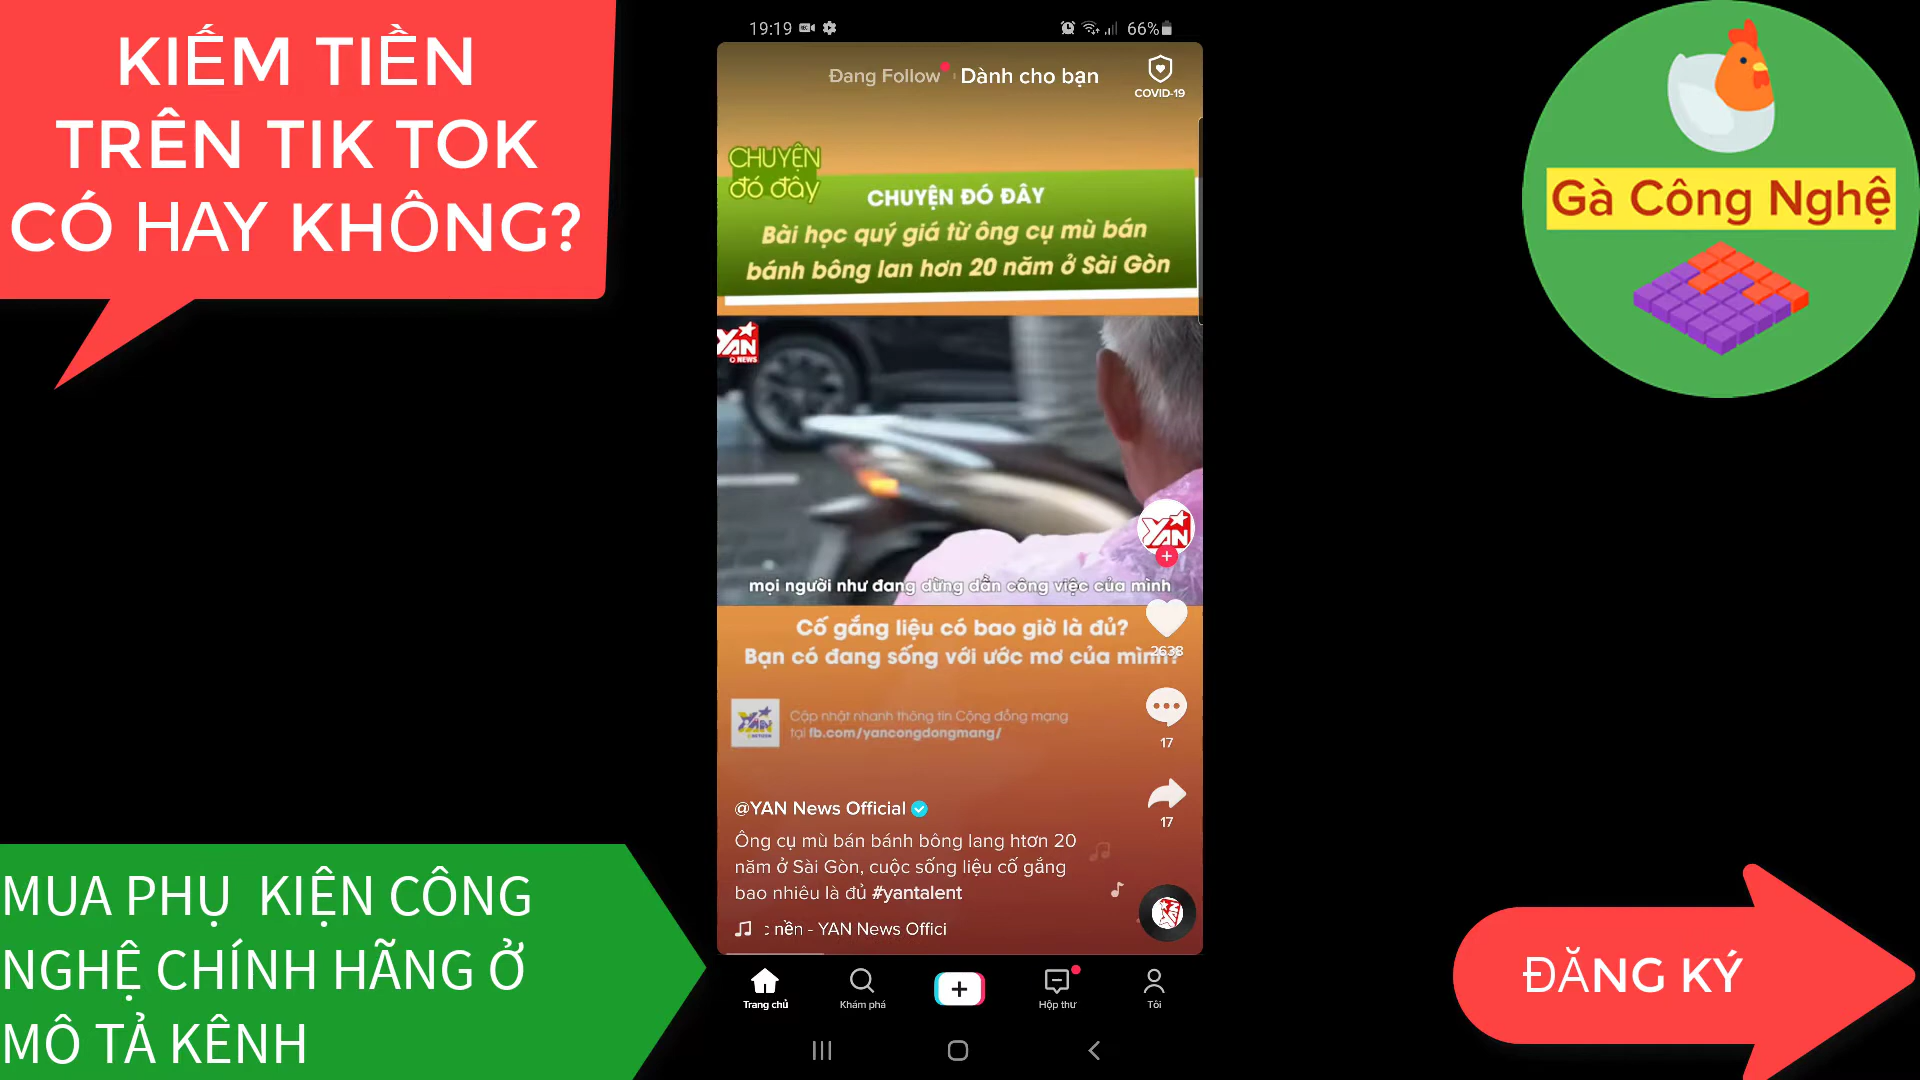 KIẾM TIỀN
TRÊN TIK TOK
CÓ HAY KHÔNG?
19:19
66%
Đang Follow
Dành cho bạn
COVID-19
CHUYỆN
đó đây
CHUYỆN ĐÓ ĐÂY
Bài học quý giá từ ông cụ mù bán
bánh bông lan hơn 20 năm ở Sài Gòn
YAN
NEWS
YAN
mọi người như đang dừng dần công việc của mình
Cố gắng liệu có bao giờ là đủ?
Bạn có đang sống với ước mơ của mình?
2638
YAN
Cập nhật nhanh thông tin Cộng đồng mạng
tại fb.com/yancongdongmang/
17
17
@YAN News Official
Ông cụ mù bán bánh bông lang htơn 20
năm ở Sài Gòn, cuộc sống liệu cố gắng
bao nhiêu là đủ #yantalent
c nền - YAN News Offici
Trang chủ
Khám phá
Hộp thư
Tôi
Gà Công Nghệ
MUA PHỤ KIỆN CÔNG
NGHỆ CHÍNH HÃNG Ở
MÔ TẢ KÊNH
ĐĂNG KÝ